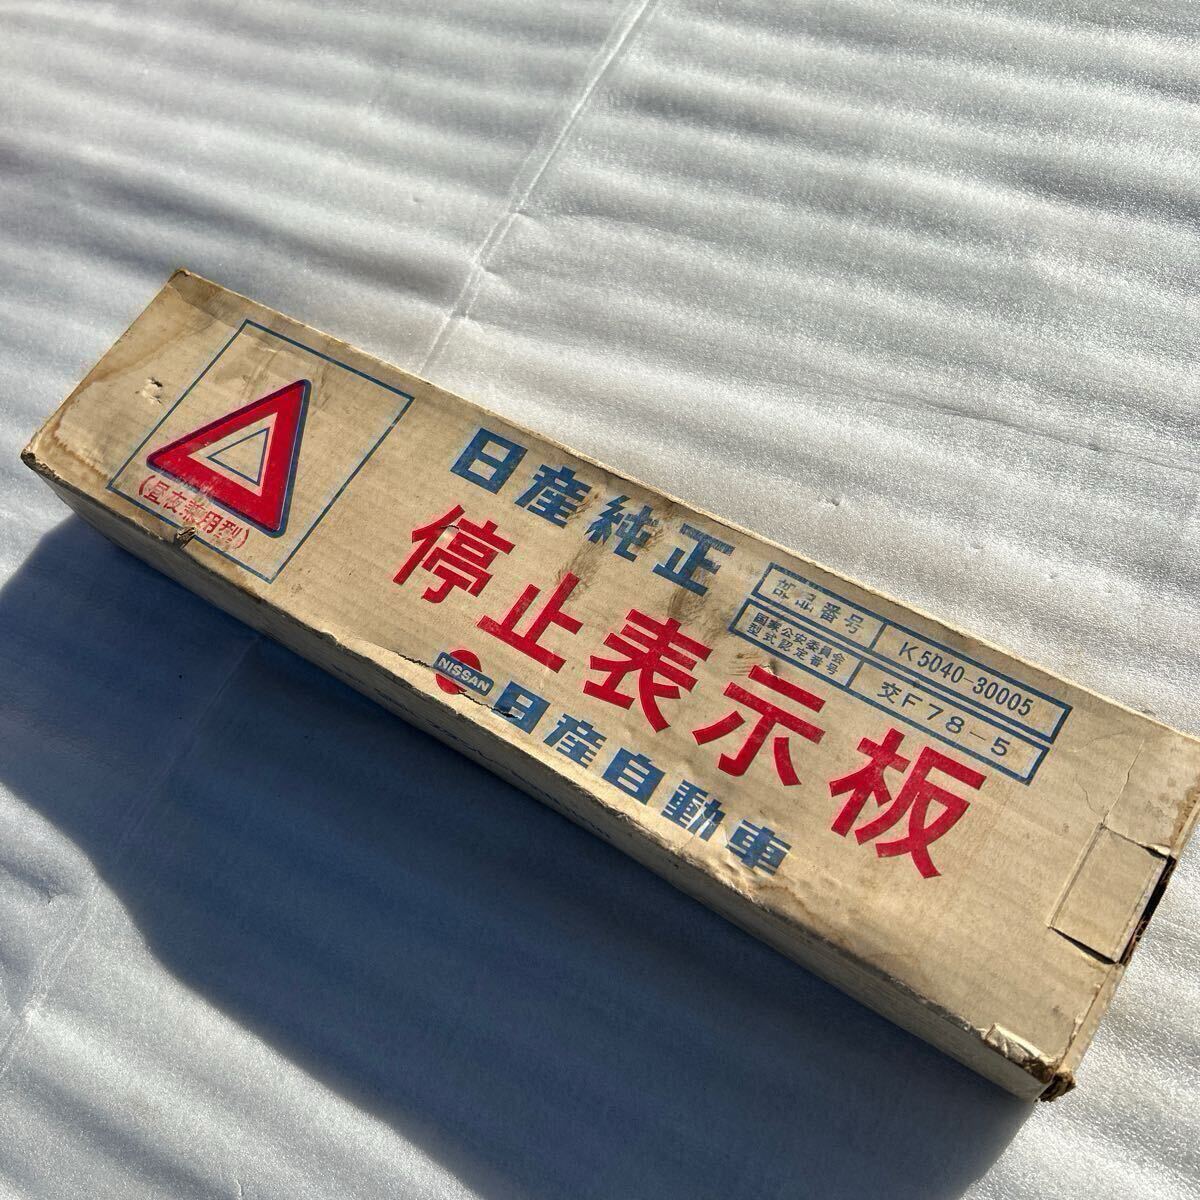 日産純正
停止表示板
NISSAN 日産自動車
(昼夜兼用型)
部品番号 K5040-30005
国家公安委員会
型式認定番号 交F78-5